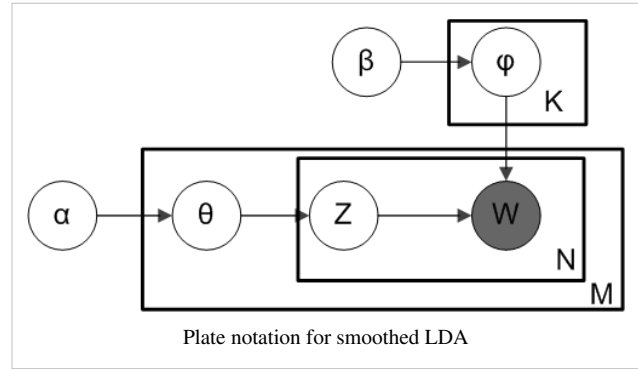 β
φ
K
α
θ
Z
W
N
M
Plate notation for smoothed LDA